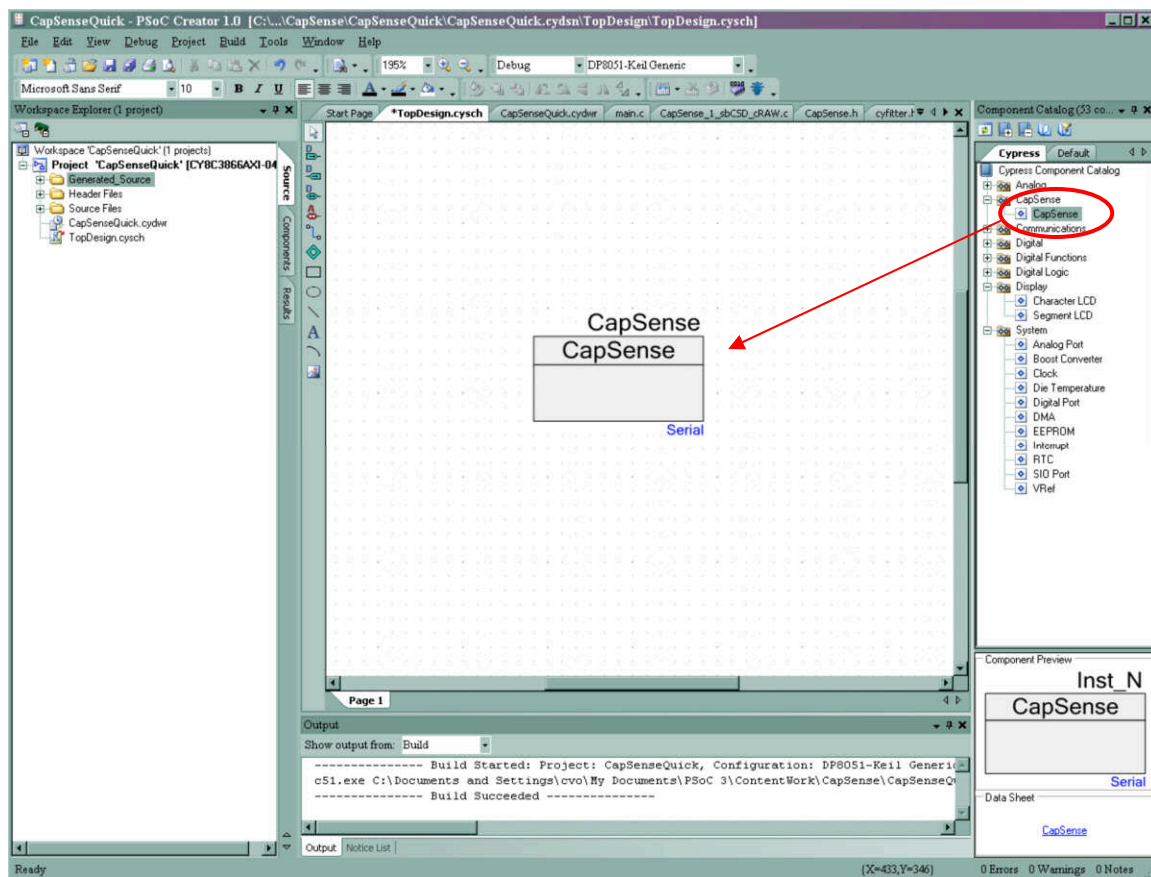 CapSenseQuick - PSoC Creator 1.0 [C:\...\CapSense\CapSenseQuick\CapSenseQuick.cydsn\TopDesign\TopDesign.cysch]
File Edit View Debug Project Build Tools Window Help
195% Debug DP8051-Keil Generic
Microsoft Sans Serif 10 B I U
Workspace Explorer (1 project)
Workspace 'CapSenseQuick' (1 projects)
Project 'CapSenseQuick' [CY8C3866AXI-04
Generated_Source
Header Files
Source Files
CapSenseQuick.cydwr
TopDesign.cysch
Source
Components
Results
Start Page *TopDesign.cysch CapSenseQuick.cydwr main.c CapSense_1_sbCSD_cRAW.c CapSense.h cyfitter.h
CapSense
CapSense
Serial
Page 1
Output
Show output from: Build
--------------- Build Started: Project: CapSenseQuick, Configuration: DP8051-Keil Generic
c51.exe C:\Documents and Settings\cvo\My Documents\PSoC 3\ContentWork\CapSense\CapSenseQ
--------------- Build Succeeded ---------------
Output Notice List
Component Catalog (53 co...
Cypress Default
Cypress Component Catalog
Analog
CapSense
CapSense
Communications
Digital
Digital Functions
Digital Logic
Display
Character LCD
Segment LCD
System
Analog Port
Boost Converter
Clock
Die Temperature
Digital Port
DMA
EEPROM
Interrupt
RTC
SIO Port
VRef
Component Preview
Inst_N
CapSense
Serial
Data Sheet
CapSense
Ready
{X=433,Y=346}
0 Errors 0 Warnings 0 Notes